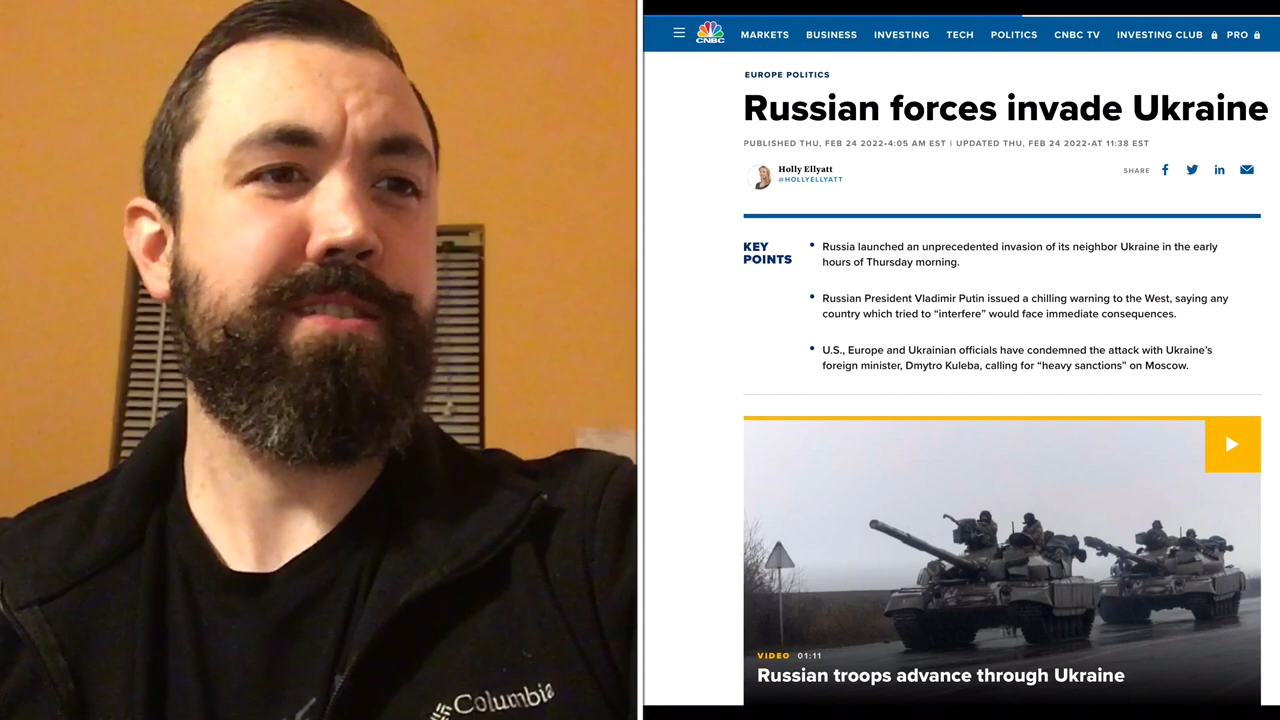 Columbia
CNBC
MARKETS BUSINESS INVESTING TECH POLITICS CNBC TV INVESTING CLUB PRO
EUROPE POLITICS
Russian forces invade Ukraine
PUBLISHED THU, FEB 24 2022•4:05 AM EST | UPDATED THU, FEB 24 2022•AT 11:38 EST
Holly Ellyatt
@HOLLYELLYATT
SHARE
KEY
POINTS
Russia launched an unprecedented invasion of its neighbor Ukraine in the early
hours of Thursday morning.
Russian President Vladimir Putin issued a chilling warning to the West, saying any
country which tried to “interfere” would face immediate consequences.
U.S., Europe and Ukrainian officials have condemned the attack with Ukraine’s
foreign minister, Dmytro Kuleba, calling for “heavy sanctions” on Moscow.
VIDEO 01:11
Russian troops advance through Ukraine